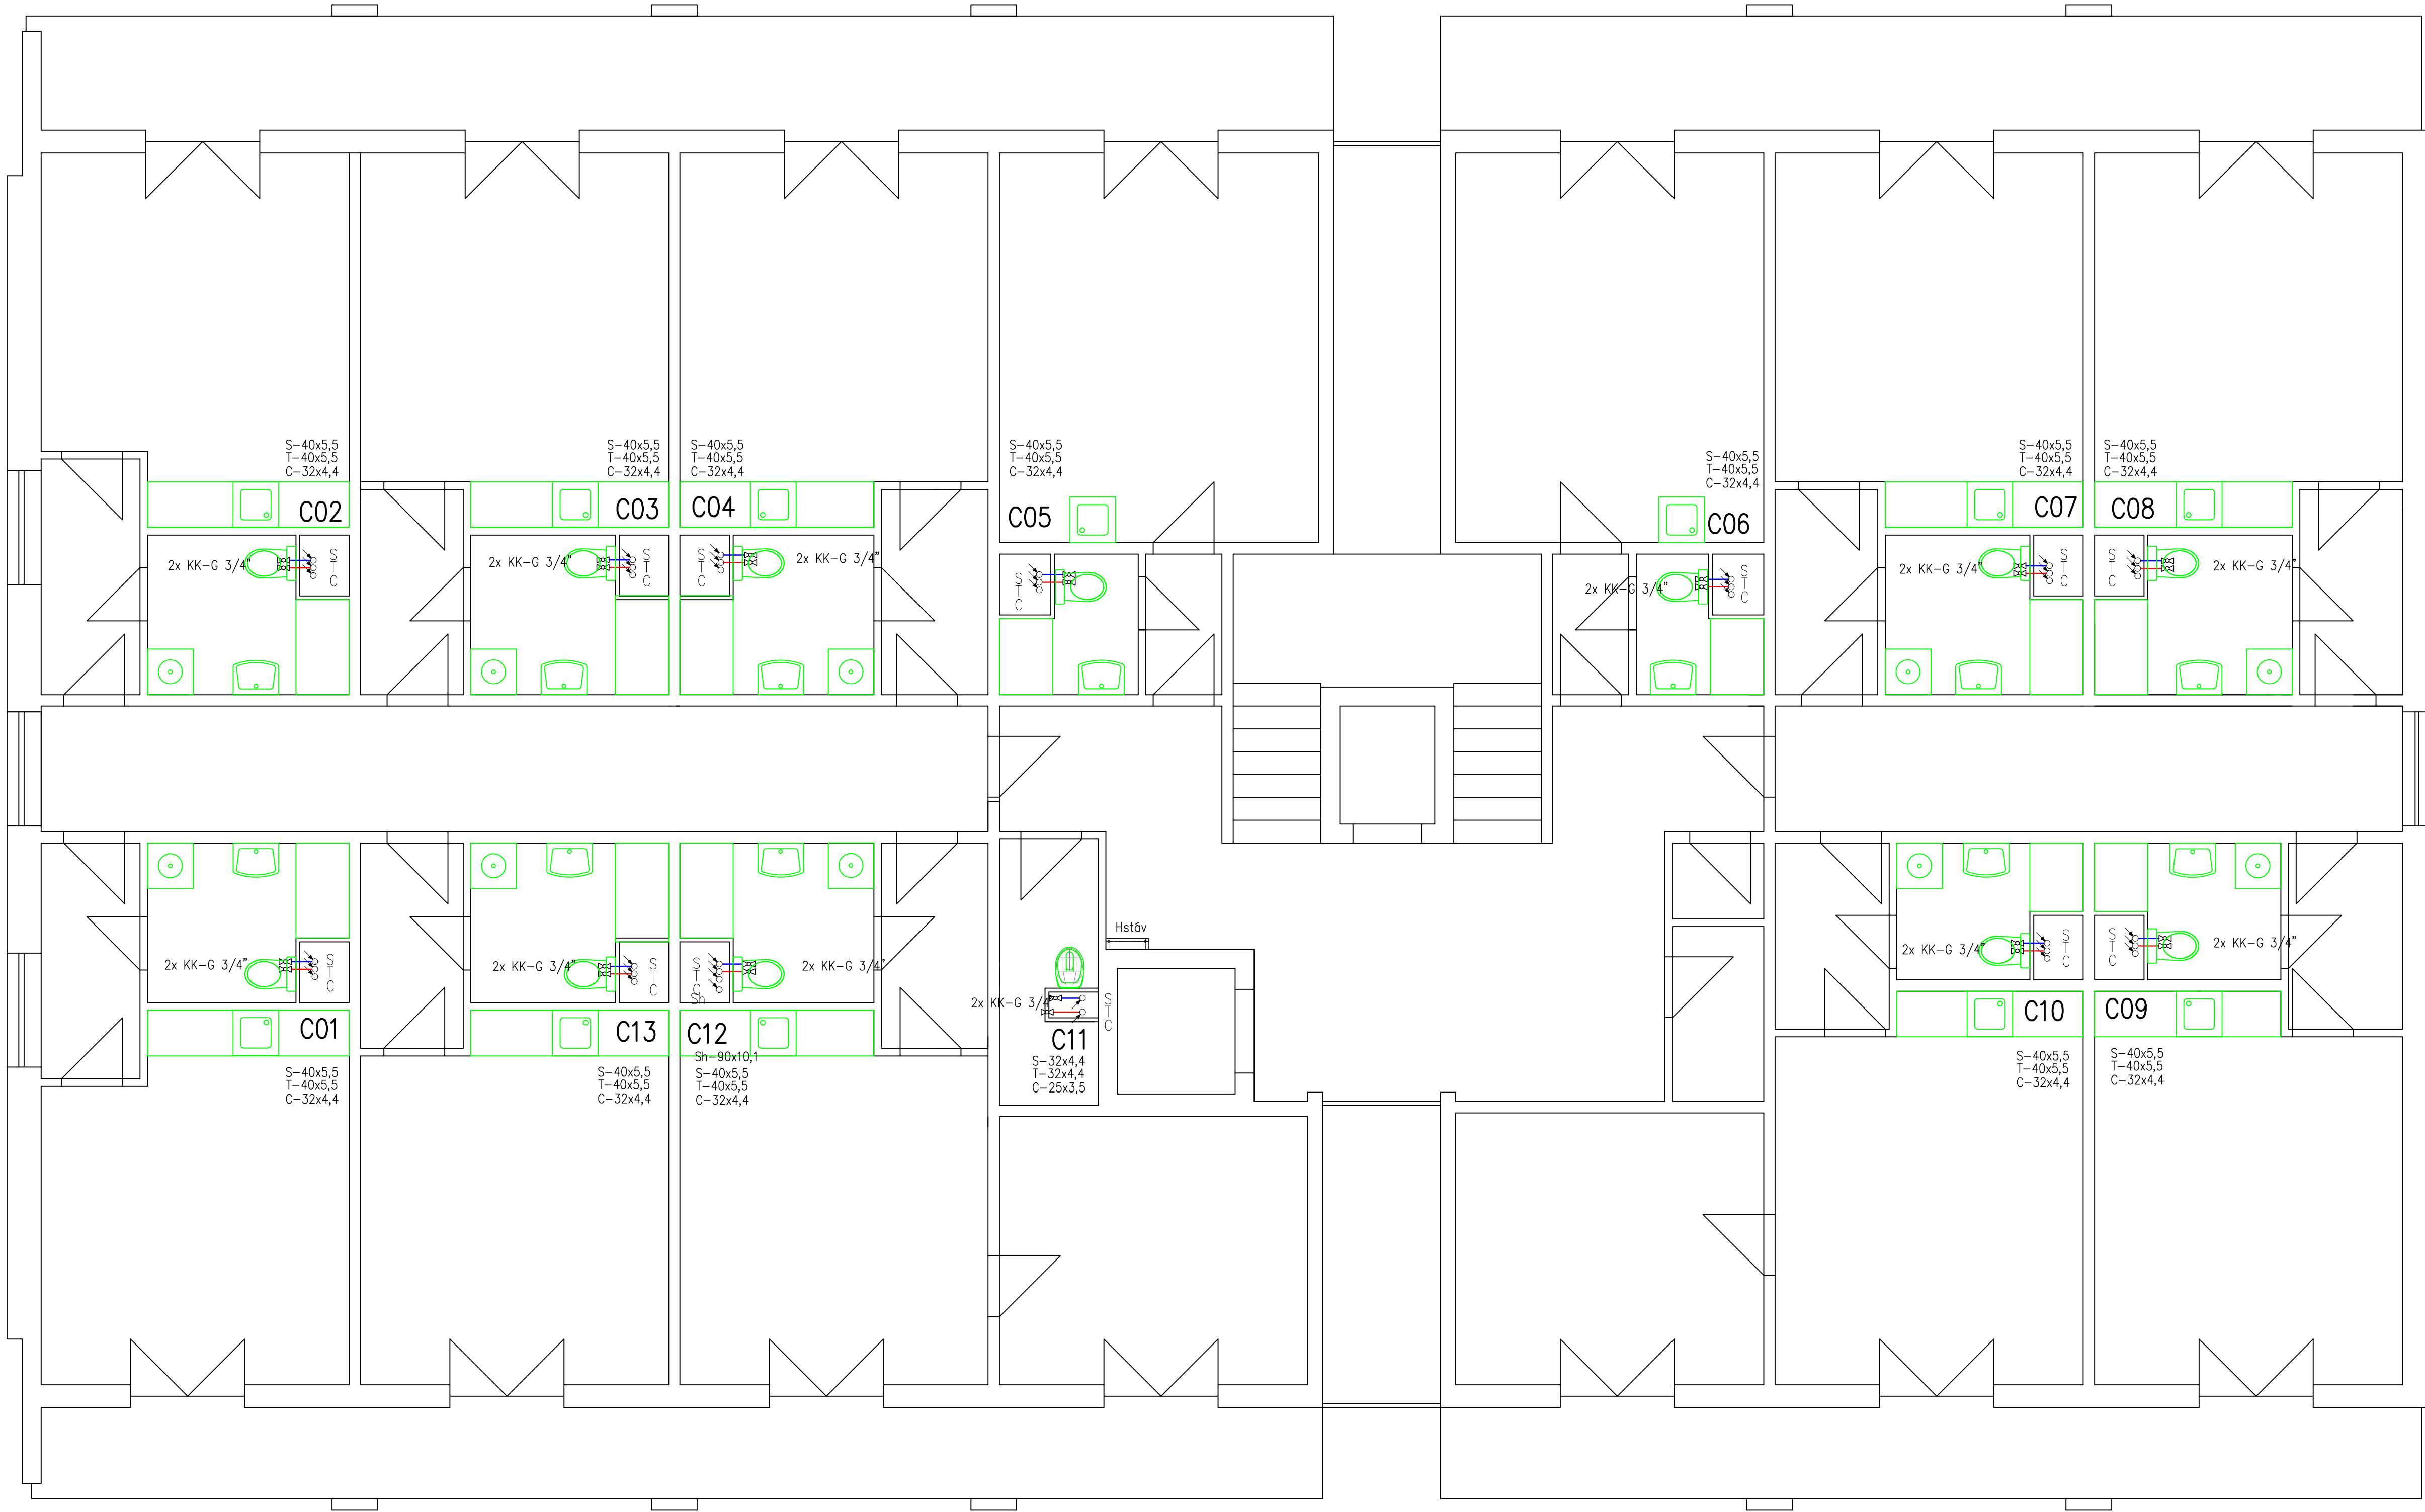 S-40x5,5
T-40x5,5
C-32x4,4
C02
2x KK-G 3/4"
S
T
C
S-40x5,5
T-40x5,5
C-32x4,4
C03
2x KK-G 3/4"
S
T
C
S-40x5,5
T-40x5,5
C-32x4,4
C04
S
T
C
2x KK-G 3/4"
S-40x5,5
T-40x5,5
C-32x4,4
C05
S
T
C
S-40x5,5
T-40x5,5
C-32x4,4
C06
2x KK-G 3/4"
S
T
C
S-40x5,5
T-40x5,5
C-32x4,4
C07
2x KK-G 3/4"
S
T
C
S-40x5,5
T-40x5,5
C-32x4,4
C08
S
T
C
2x KK-G 3/4"
2x KK-G 3/4"
S
T
C
C01
S-40x5,5
T-40x5,5
C-32x4,4
2x KK-G 3/4"
S
T
C
C13
S-40x5,5
T-40x5,5
C-32x4,4
S
T
C
Sh
2x KK-G 3/4"
C12
Sh-90x10,1
S-40x5,5
T-40x5,5
C-32x4,4
Hstáv
2x KK-G 3/4
S
T
C
C11
S-32x4,4
T-32x4,4
C-25x3,5
2x KK-G 3/4"
S
T
C
C10
S-40x5,5
T-40x5,5
C-32x4,4
S
T
C
2x KK-G 3/4"
C09
S-40x5,5
T-40x5,5
C-32x4,4